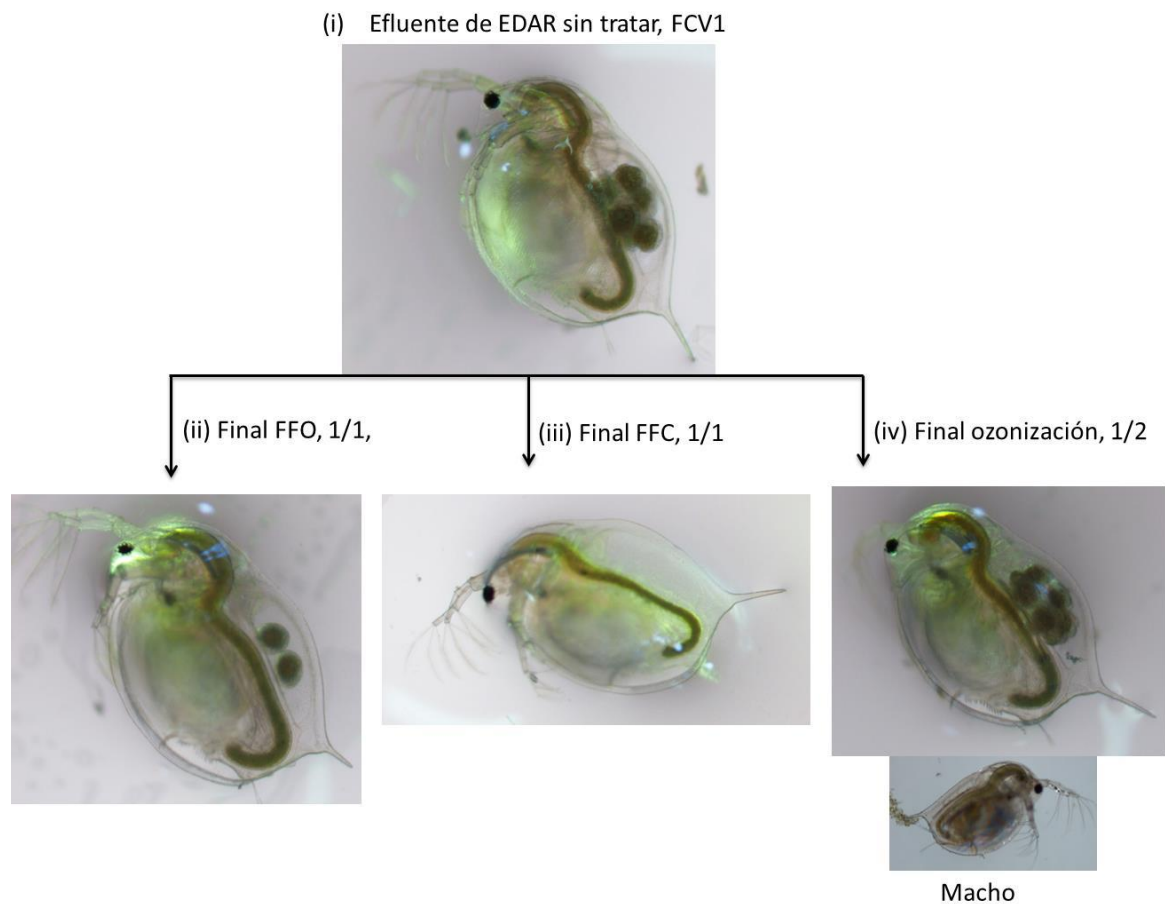 (i) Efluente de EDAR sin tratar, FCV1
(ii) Final FFO, 1/1,
(iii) Final FFC, 1/1
(iv) Final ozonización, 1/2
Macho